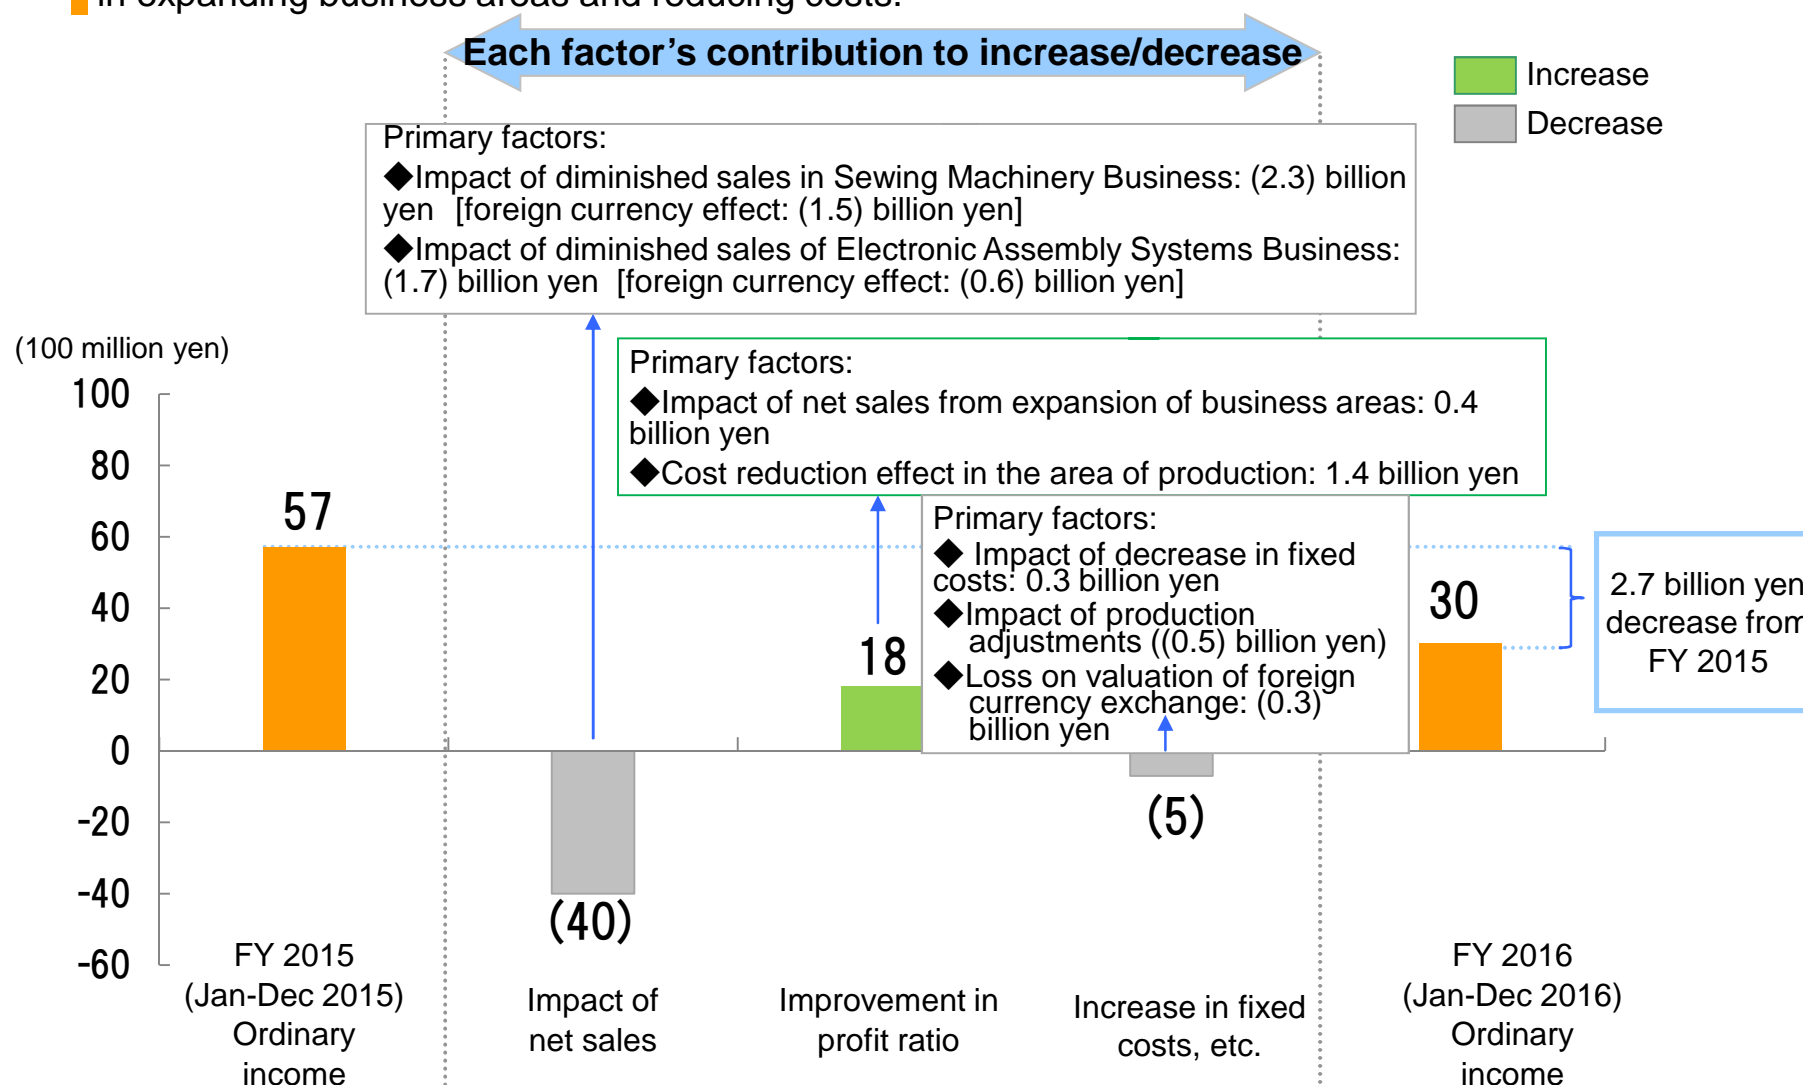 in expanding business areas and reducing costs.
Each factor’s contribution to increase/decrease
Increase
Decrease
Primary factors:
◆Impact of diminished sales in Sewing Machinery Business: (2.3) billion
yen [foreign currency effect: (1.5) billion yen]
◆Impact of diminished sales of Electronic Assembly Systems Business:
(1.7) billion yen [foreign currency effect: (0.6) billion yen]
(100 million yen)
Primary factors:
◆Impact of net sales from expansion of business areas: 0.4
billion yen
◆Cost reduction effect in the area of production: 1.4 billion yen
Primary factors:
◆ Impact of decrease in fixed
costs: 0.3 billion yen
◆Impact of production
adjustments ((0.5) billion yen)
◆Loss on valuation of foreign
currency exchange: (0.3)
billion yen
2.7 billion yen
decrease from
FY 2015
100
80
60
40
20
0
-20
-40
-60
57
(40)
18
(5)
30
FY 2015
(Jan-Dec 2015)
Ordinary
income
Impact of
net sales
Improvement in
profit ratio
Increase in fixed
costs, etc.
FY 2016
(Jan-Dec 2016)
Ordinary
income